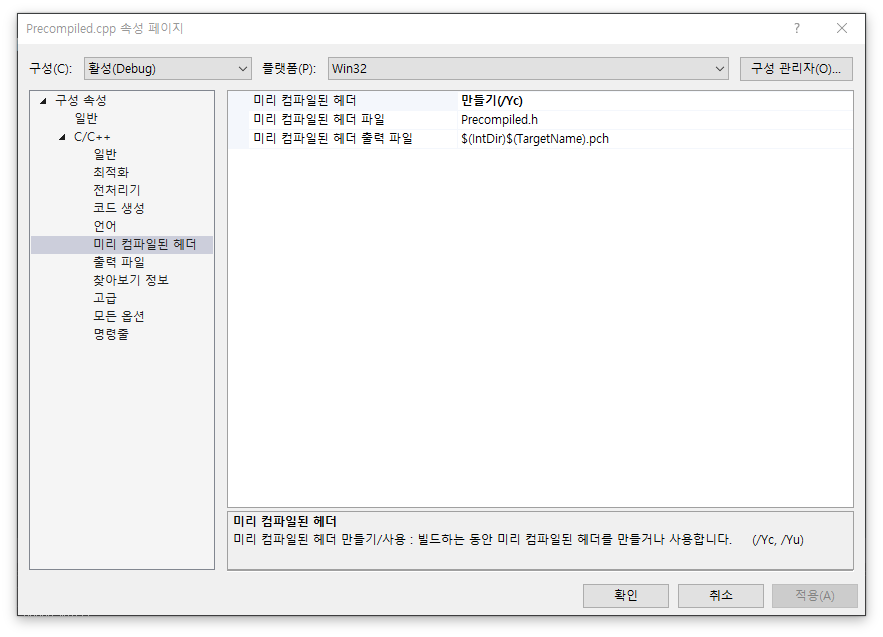 Precompiled.cpp 속성 페이지
구성(C): 활성(Debug) 플랫폼(P): Win32 구성 관리자(O)...
구성 속성
일반
C/C++
일반
최적화
전처리기
코드 생성
언어
미리 컴파일된 헤더
출력 파일
찾아보기 정보
고급
모든 옵션
명령줄
미리 컴파일된 헤더 만들기(/Yc)
미리 컴파일된 헤더 파일 Precompiled.h
미리 컴파일된 헤더 출력 파일 $(IntDir)$(TargetName).pch
미리 컴파일된 헤더
미리 컴파일된 헤더 만들기/사용 : 빌드하는 동안 미리 컴파일된 헤더를 만들거나 사용합니다. (/Yc, /Yu)
확인 취소 적용(A)